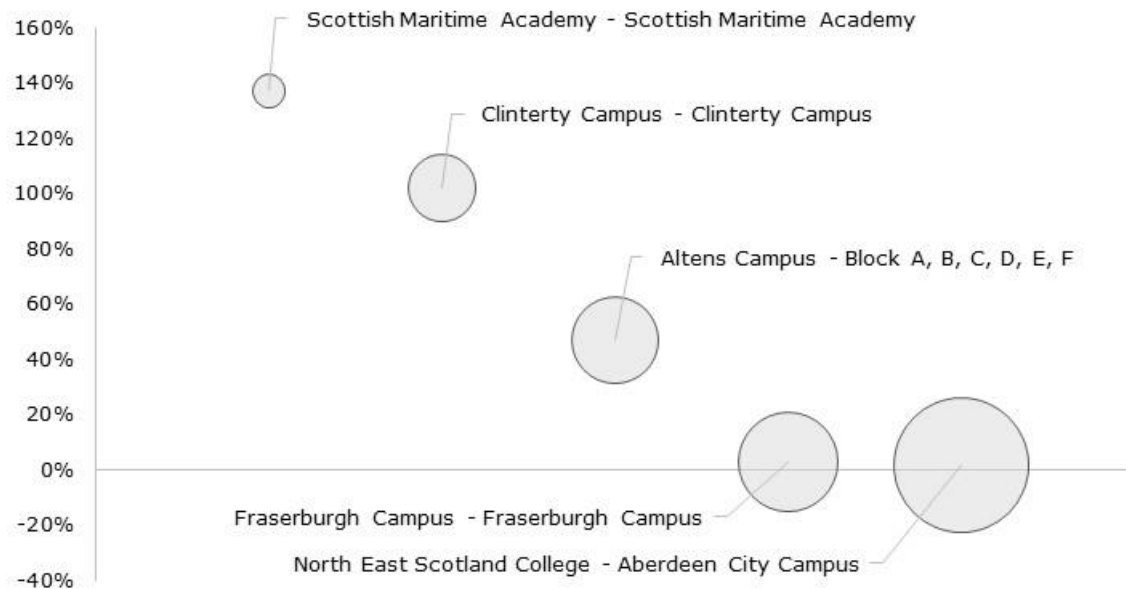 Scottish Maritime Academy - Scottish Maritime Academy
160%
140%
Clinterty Campus - Clinterty Campus
120%
100%
80%
Altens Campus - Block A, B, C, D, E, F
60%
40%
20%
0%
Fraserburgh Campus - Fraserburgh Campus
-20%
North East Scotland College - Aberdeen City Campus
-40%